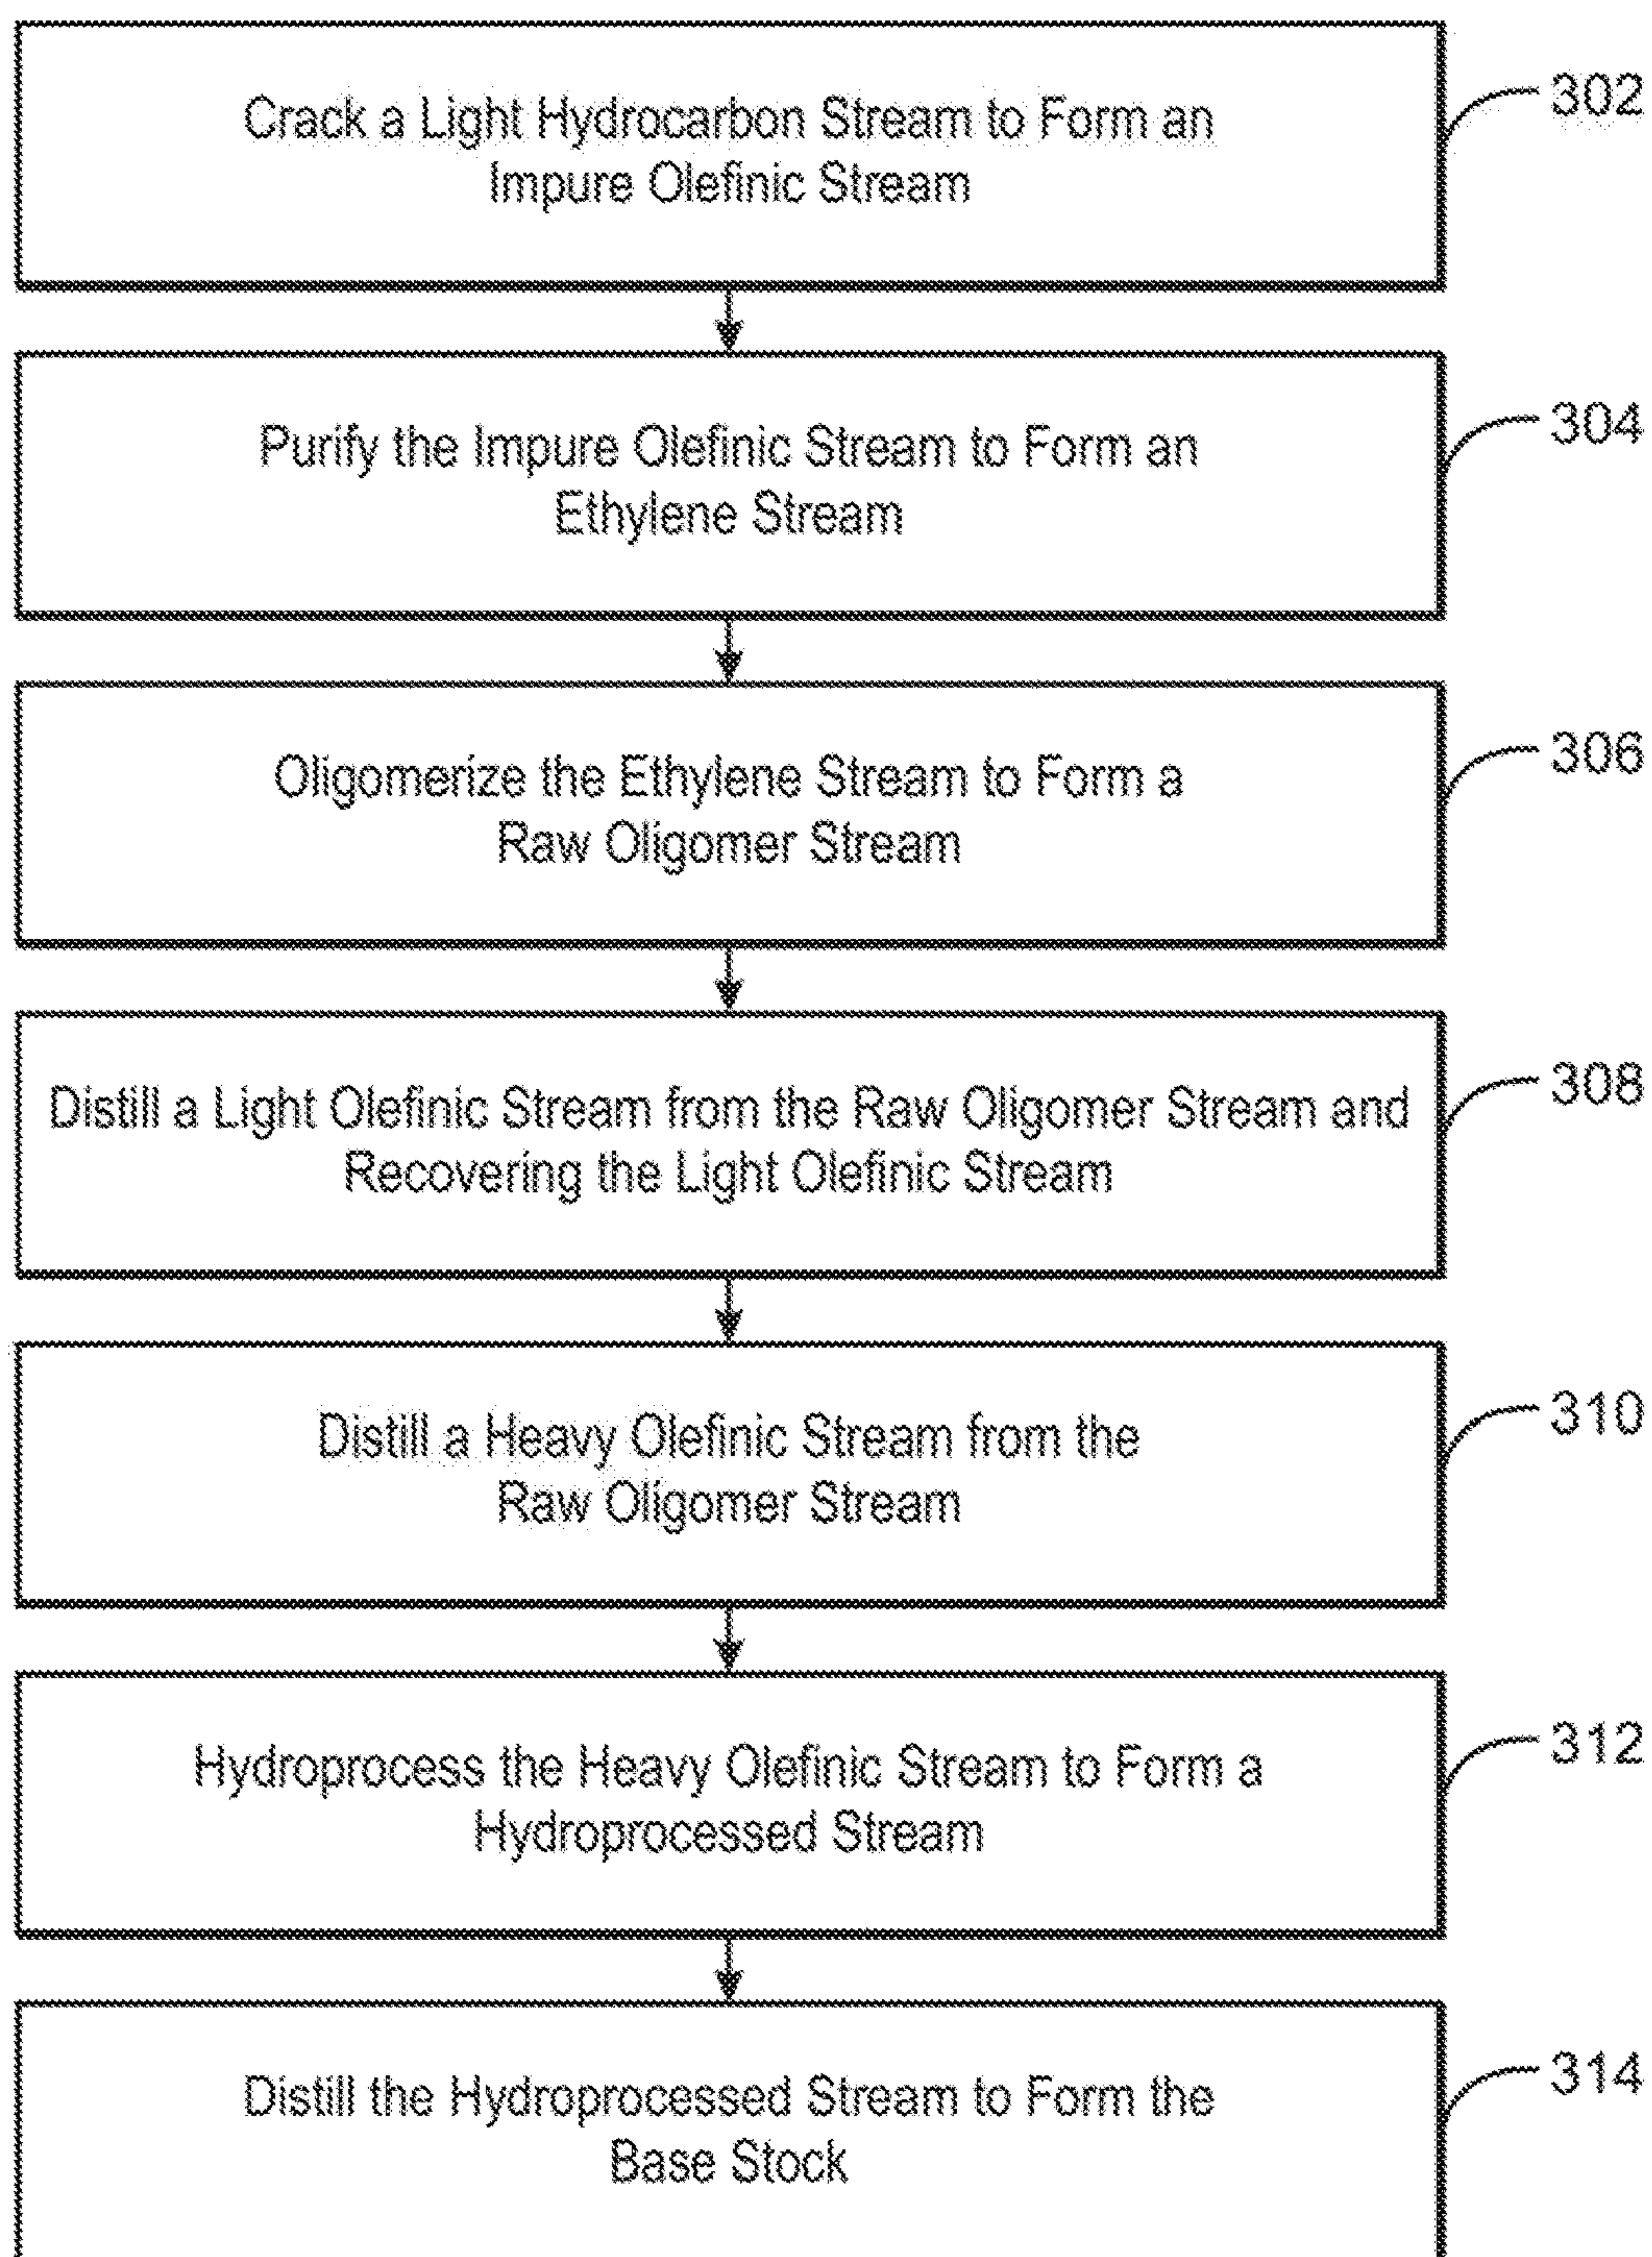 Crack a Light Hydrocarbon Stream to Form an
Impure Olefinic Stream
302
Purify the Impure Olefinic Stream to Form an
Ethylene Stream
304
Oligomerize the Ethylene Stream to Form a
Raw Oligomer Stream
306
Distill a Light Olefinic Stream from the Raw Oligomer Stream and
Recovering the Light Olefinic Stream
308
Distill a Heavy Olefinic Stream from the
Raw Oligomer Stream
310
Hydroprocess the Heavy Olefinic Stream to Form a
Hydroprocessed Stream
312
Distill the Hydroprocessed Stream to Form the
Base Stock
314